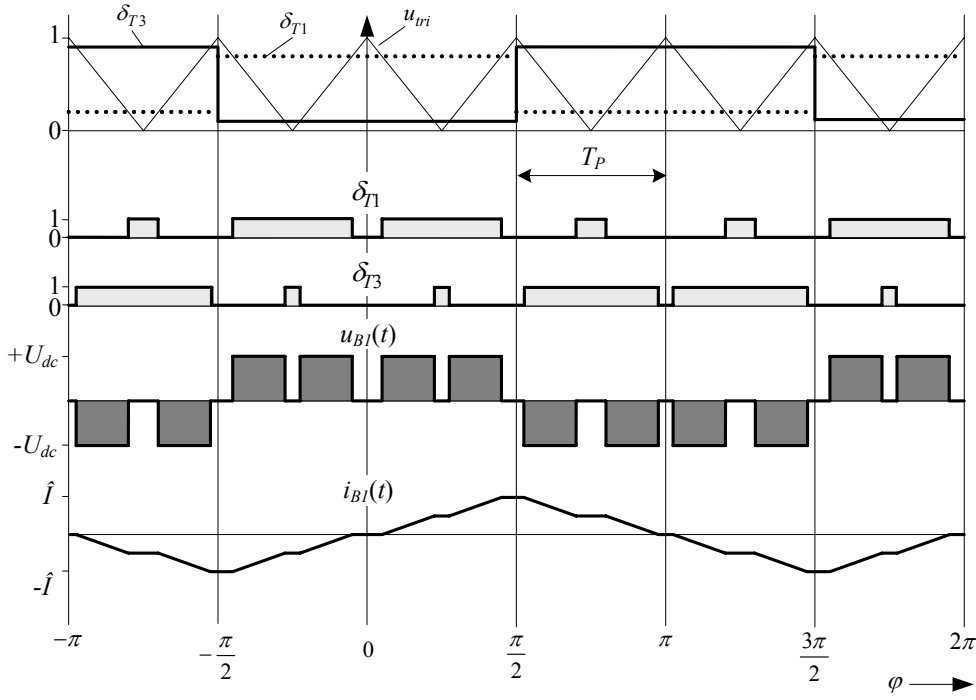 δT3
δT1
utri
1
0
TP
δT1
1
0
δT3
1
0
uB1(t)
+Udc
-Udc
iB1(t)
Î
-Î
−π
−π/2
0
π/2
π
3π/2
2π
φ